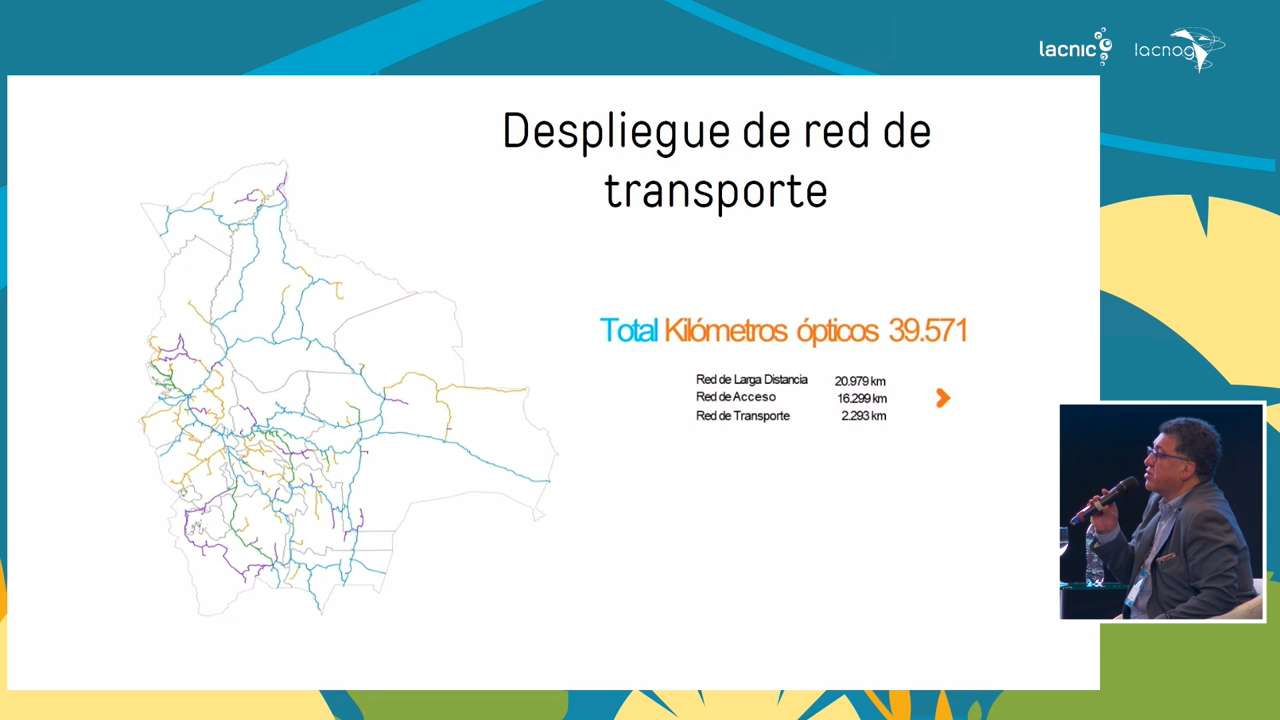 lacnic
lacnog
Despliegue de red de
transporte
Total Kilómetros ópticos 39.571
Red de Larga Distancia 20.979 km
Red de Acceso 16.299 km
Red de Transporte 2.293 km